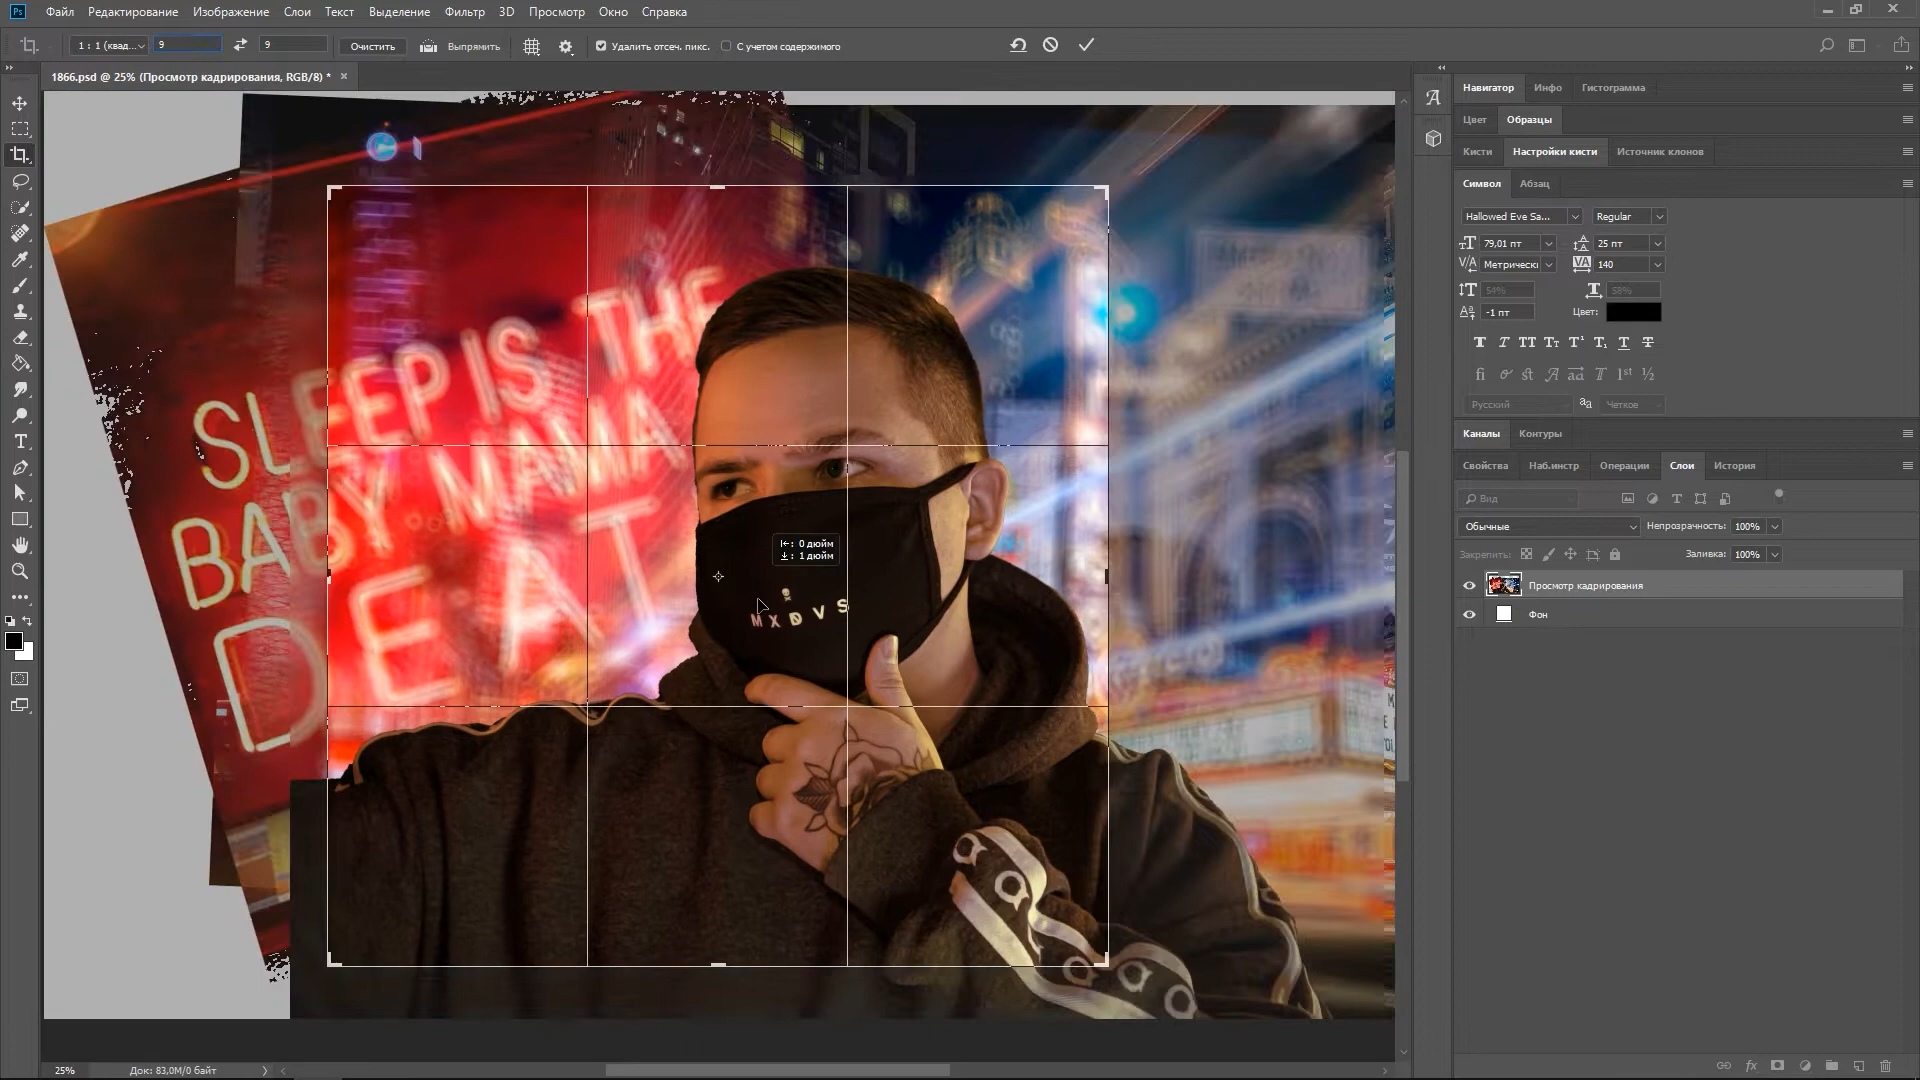 Ps Файл Редактирование Изображение Слои Текст Выделение Фильтр 3D Просмотр Окно Справка
1 : 1 (квад... 9 9 Очистить Выпрямить Удалить отсеч. пикс. С учетом содержимого
1866.psd @ 25% (Просмотр кадрирования, RGB/8) * ×
Навигатор Инфо Гистограмма
Цвет Образцы
Кисти Настройки кисти Источник клонов
Символ Абзац
Hallowed Eve Sa... Regular
79,01 пт 25 пт
Метрически 140
54% 58%
-1 пт Цвет:
Русский Четкое
Каналы Контуры
Свойства Наб.инстр Операции Слои История
Вид
Обычные Непрозрачность: 100%
Закрепить: Заливка: 100%
Просмотр кадрирования
Фон
SLEEP IS THE
BABY MAMA
DEAT
0 дюйм
1 дюйм
MXDVS
25% Док: 83,0M/0 байт